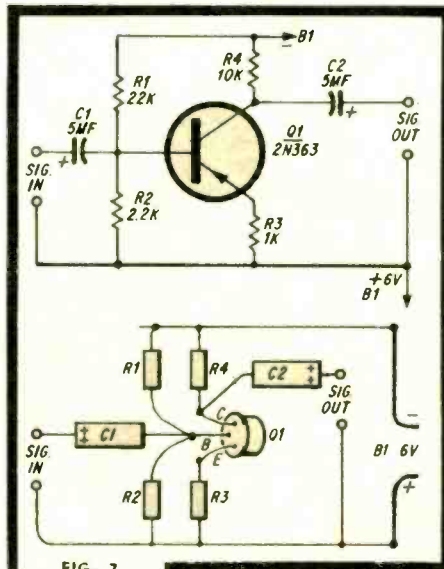 B1
−
R1
22K
R4
10K
C2
5MF
+
C1
5MF
+
Q1
2N363
SIG.
IN
SIG.
OUT
R2
2.2K
R3
1K
+6V
B1
R1
R4
C2
++
SIG.
OUT
++
C1
C
B
E
Q1
SIG.
IN
−
B1 6V
+
R2
R3
FIG. 7